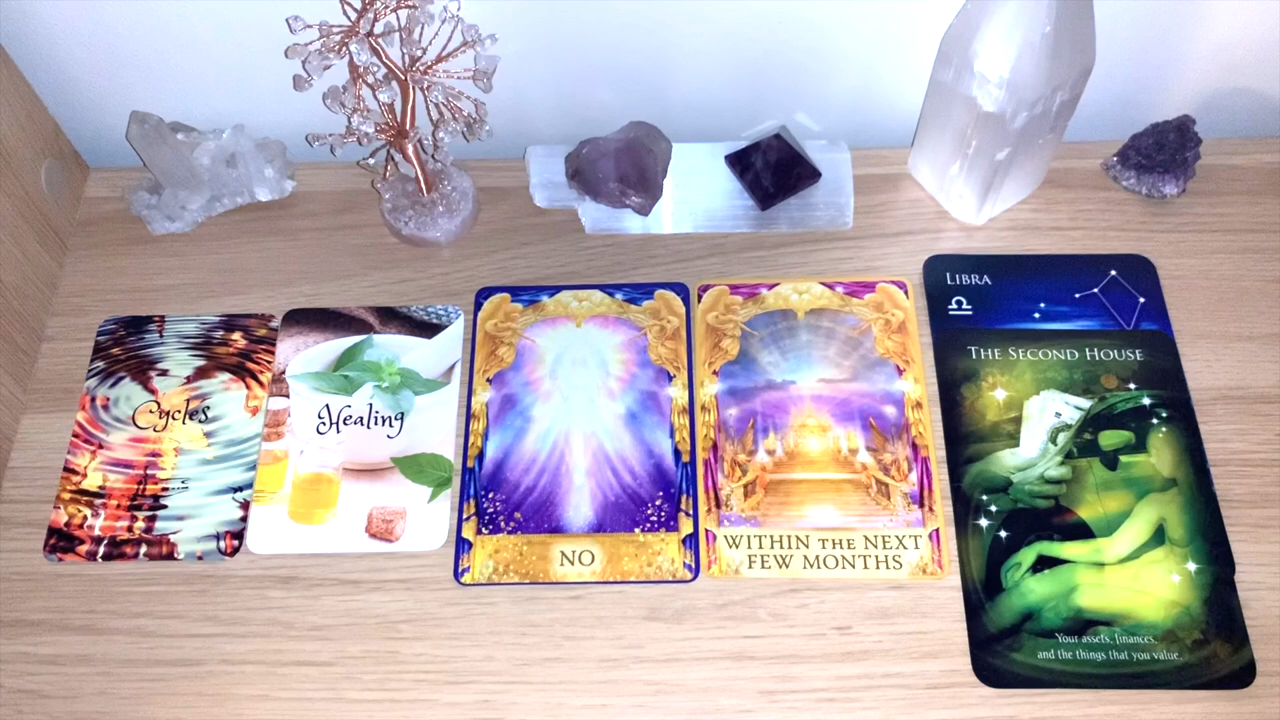 Cycles
Healing
NO
WITHIN THE NEXT
FEW MONTHS
LIBRA
♎
THE SECOND HOUSE
Your assets, finances,
and the things that you value.